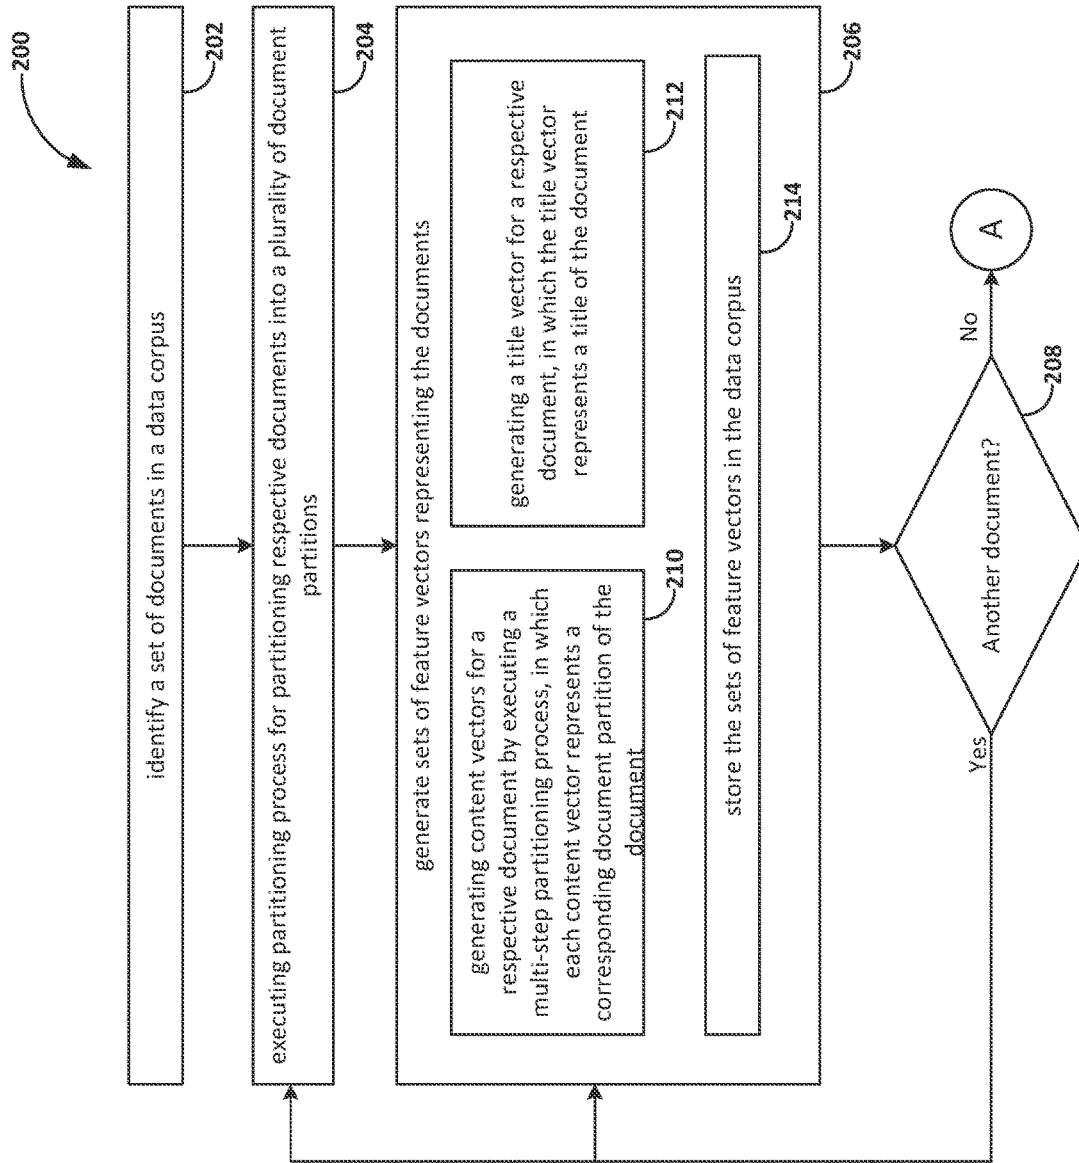 200
identify a set of documents in a data corpus
202
executing partitioning process for partitioning respective documents into a plurality of document
partitions
204
generate sets of feature vectors representing the documents
generating content vectors for a
respective document by executing a
multi-step partitioning process, in which
each content vector represents a
corresponding document partition of the
document
210
generating a title vector for a respective
document, in which the title vector
represents a title of the document
212
store the sets of feature vectors in the data corpus
214
206
Another document?
208
Yes
No
A